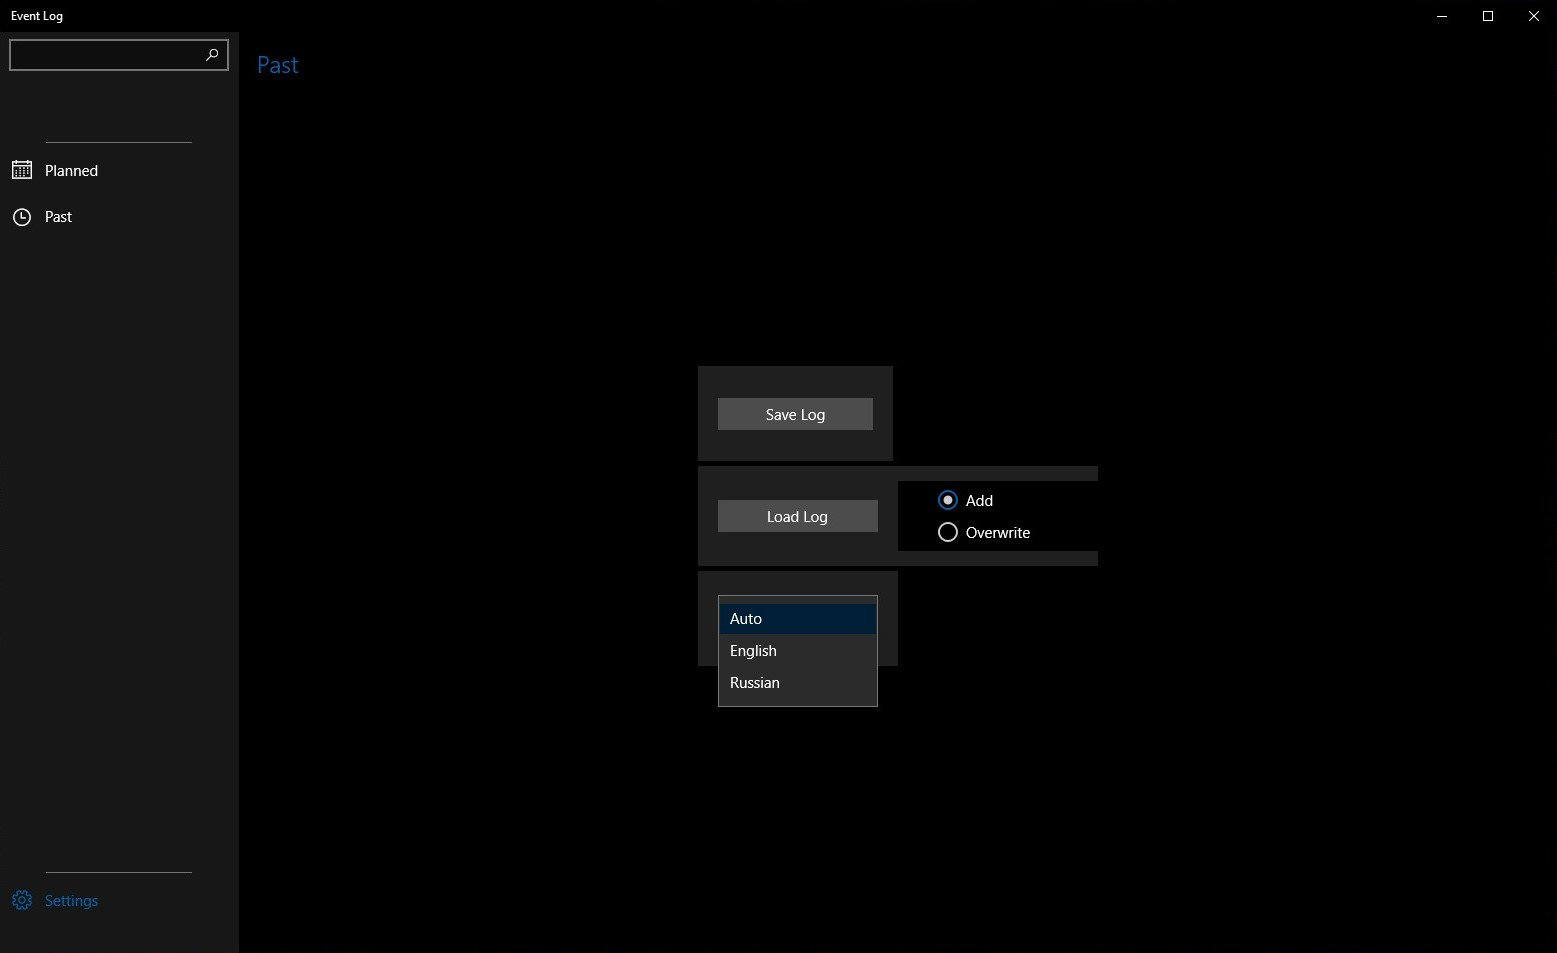 Event Log
Past
Planned
Past
Save Log
Load Log
Add
Overwrite
Auto
English
Russian
Settings